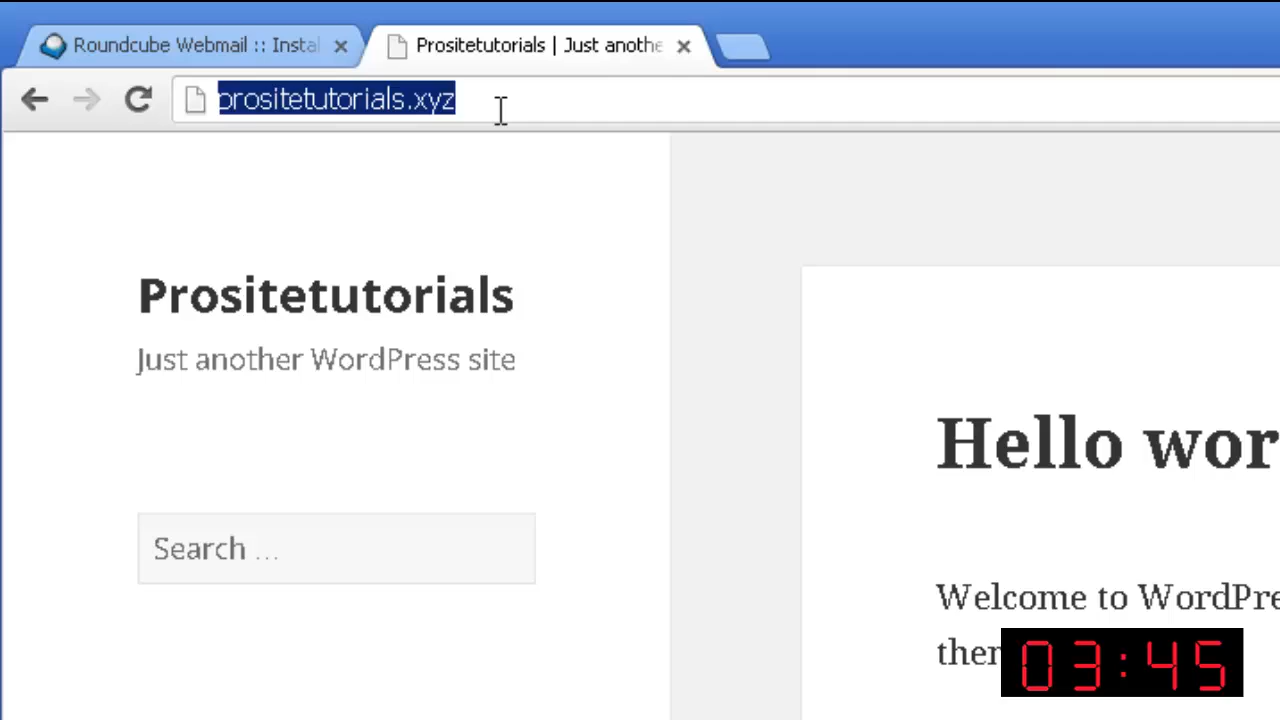 Roundcube Webmail :: Instal
Prositetutorials | Just anothe
prositetutorials.xyz
Prositetutorials
Just another WordPress site
Hello wor
Search ...
Welcome to WordPre
ther
03:45